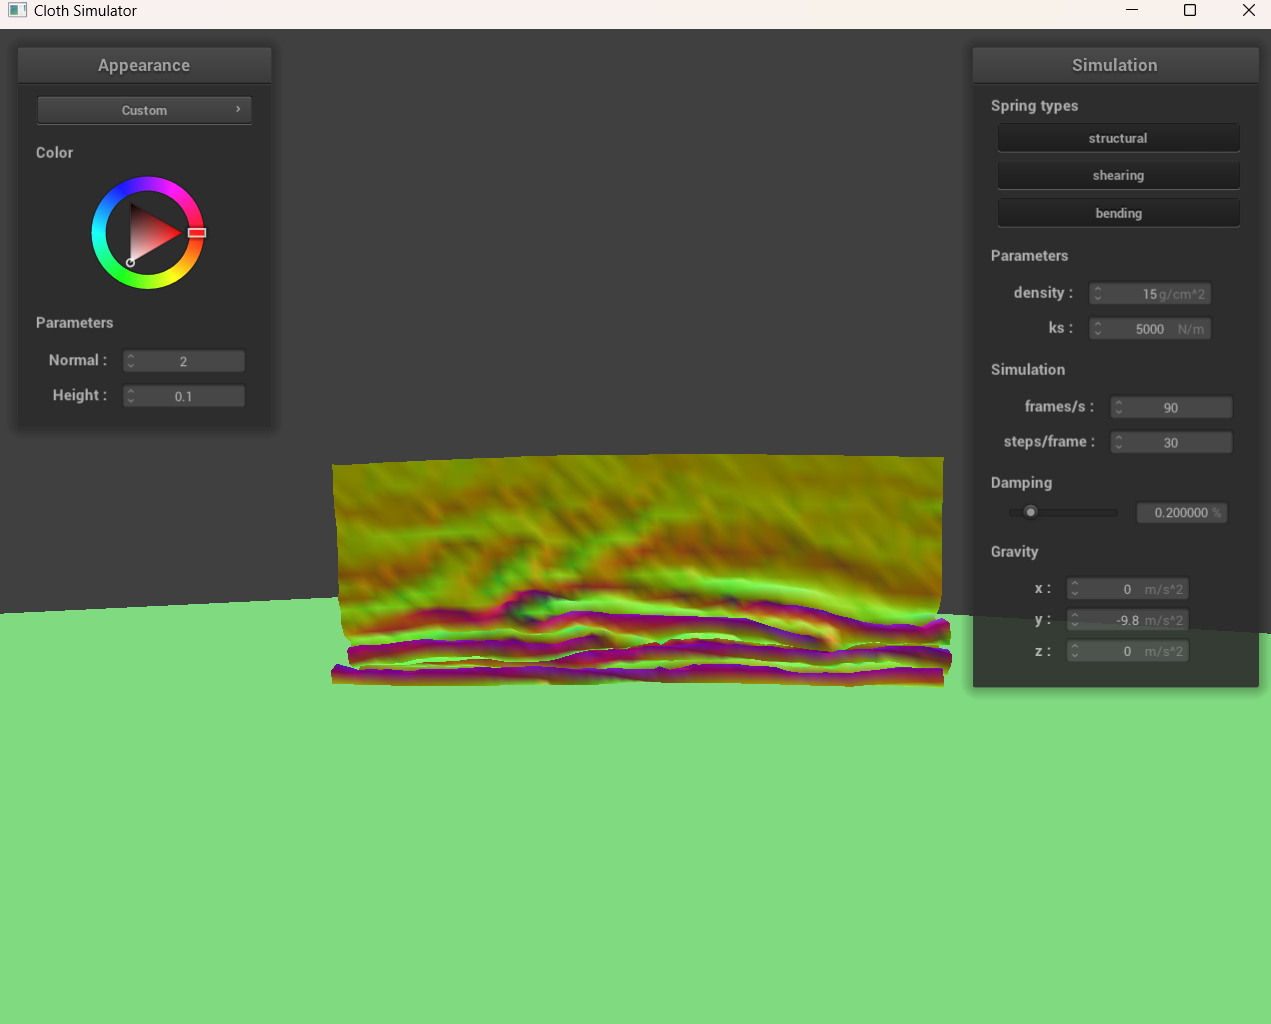 Cloth Simulator
Appearance
Custom
Color
Parameters
Normal : 2
Height : 0.1
Simulation
Spring types
structural
shearing
bending
Parameters
density : 15 g/cm^2
ks : 5000 N/m
Simulation
frames/s : 90
steps/frame : 30
Damping
0.200000 %
Gravity
x : 0 m/s^2
y : -9.8 m/s^2
z : 0 m/s^2